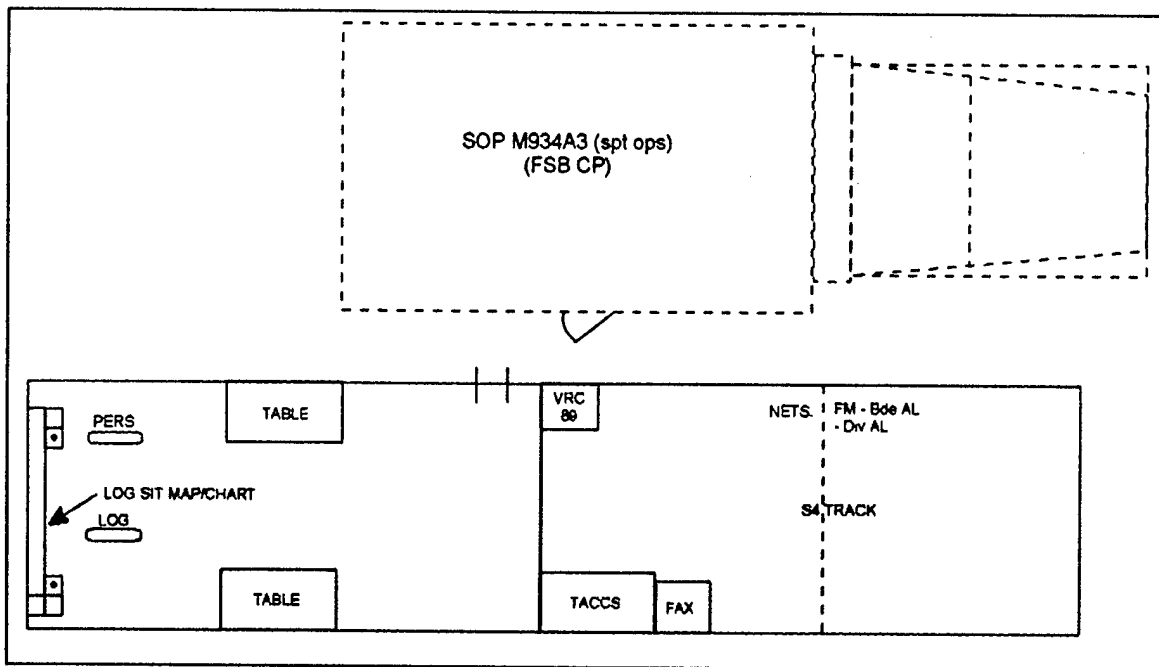 SOP M934A3 (spt ops)
(FSB CP)
TABLE
VRC
89
NETS.
FM - Bde AL
- Div AL
PERS
LOG SIT MAP/CHART
LOG
S4 TRACK
TABLE
TACCS
FAX